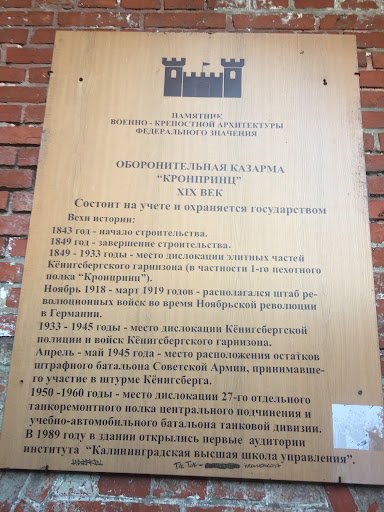 ПАМЯТНИК
ВОЕННО - КРЕПОСТНОЙ АРХИТЕКТУРЫ
ФЕДЕРАЛЬНОГО ЗНАЧЕНИЯ
ОБОРОНИТЕЛЬНАЯ КАЗАРМА
“КРОНПРИНЦ”
XIX ВЕК
Состоит на учете и охраняется государством
Вехи истории:
1843 год - начало строительства.
1849 год - завершение строительства.
1849 - 1933 годы - место дислокации элитных частей
Кёнигсбергского гарнизона (в частности 1-го пехотного
полка “Кронпринц”).
Ноябрь 1918 - март 1919 годов - располагался штаб ре-
волюционных войск во время Ноябрьской революции
в Германии.
1933 - 1945 годы - место дислокации Кёнигсбергской
полиции и войск Кёнигсбергского гарнизона.
Апрель - май 1945 года - место расположения остатков
штрафного батальона Советской Армии, принимавше-
го участие в штурме Кёнигсберга.
1950 -1960 годы - место дислокации 27-го отдельного
танкоремонтного полка центрального подчинения и
учебно-автомобильного батальона танковой дивизии.
В 1989 году в здании открылись первые аудитории
института “Калининградская высшая школа управления”.
Tik Tok -